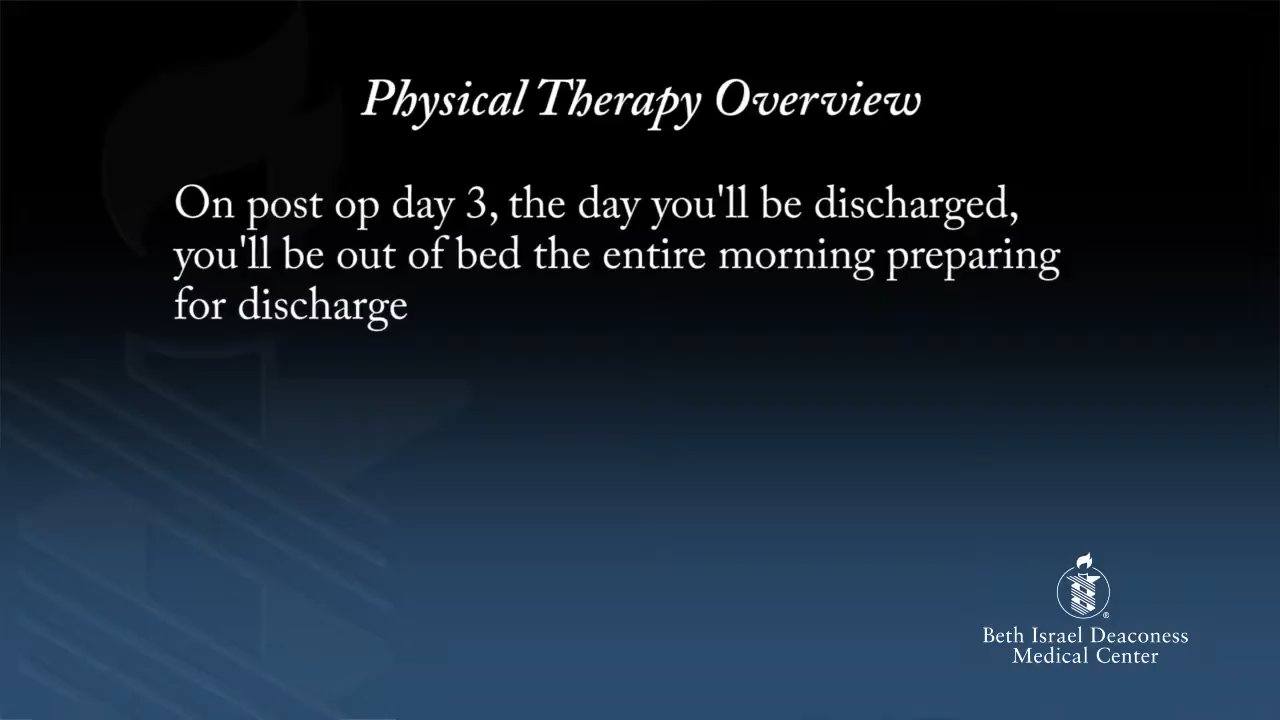 Physical Therapy Overview
On post op day 3, the day you'll be discharged,
you'll be out of bed the entire morning preparing
for discharge
®
Beth Israel Deaconess
Medical Center